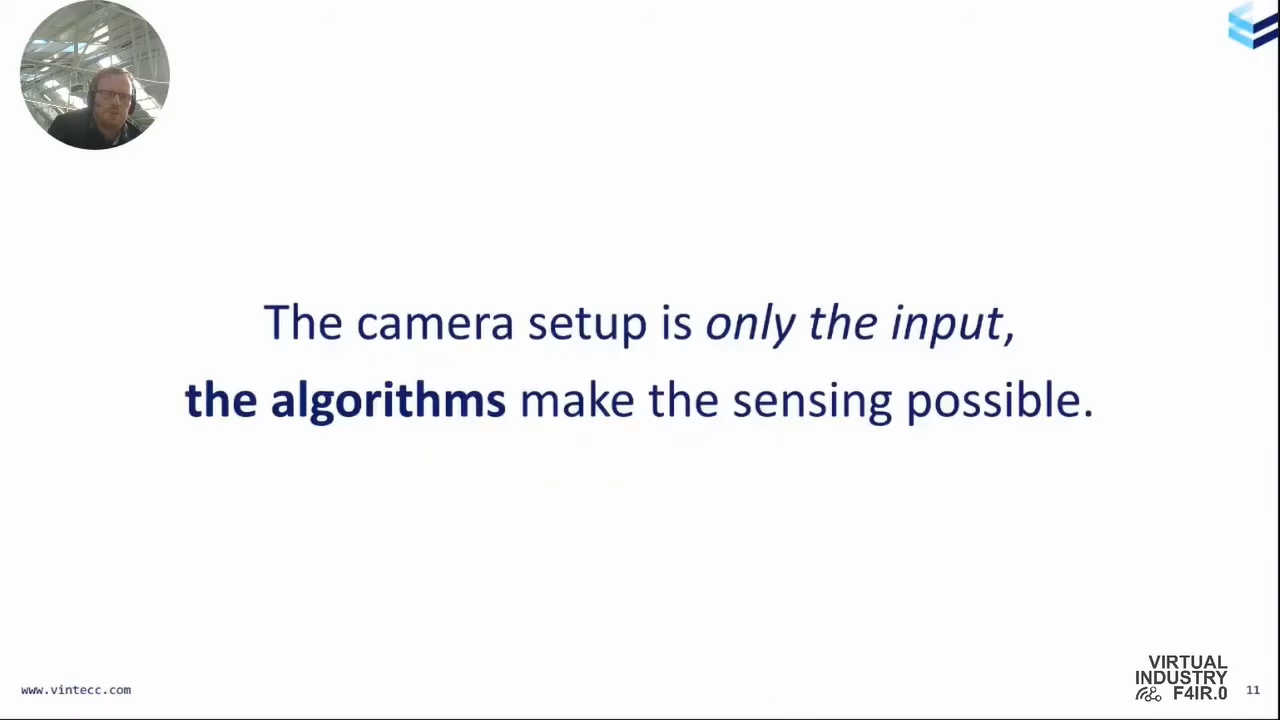 The camera setup is only the input,
the algorithms make the sensing possible.
www.vintecc.com
VIRTUAL
INDUSTRY
F4IR.0
11